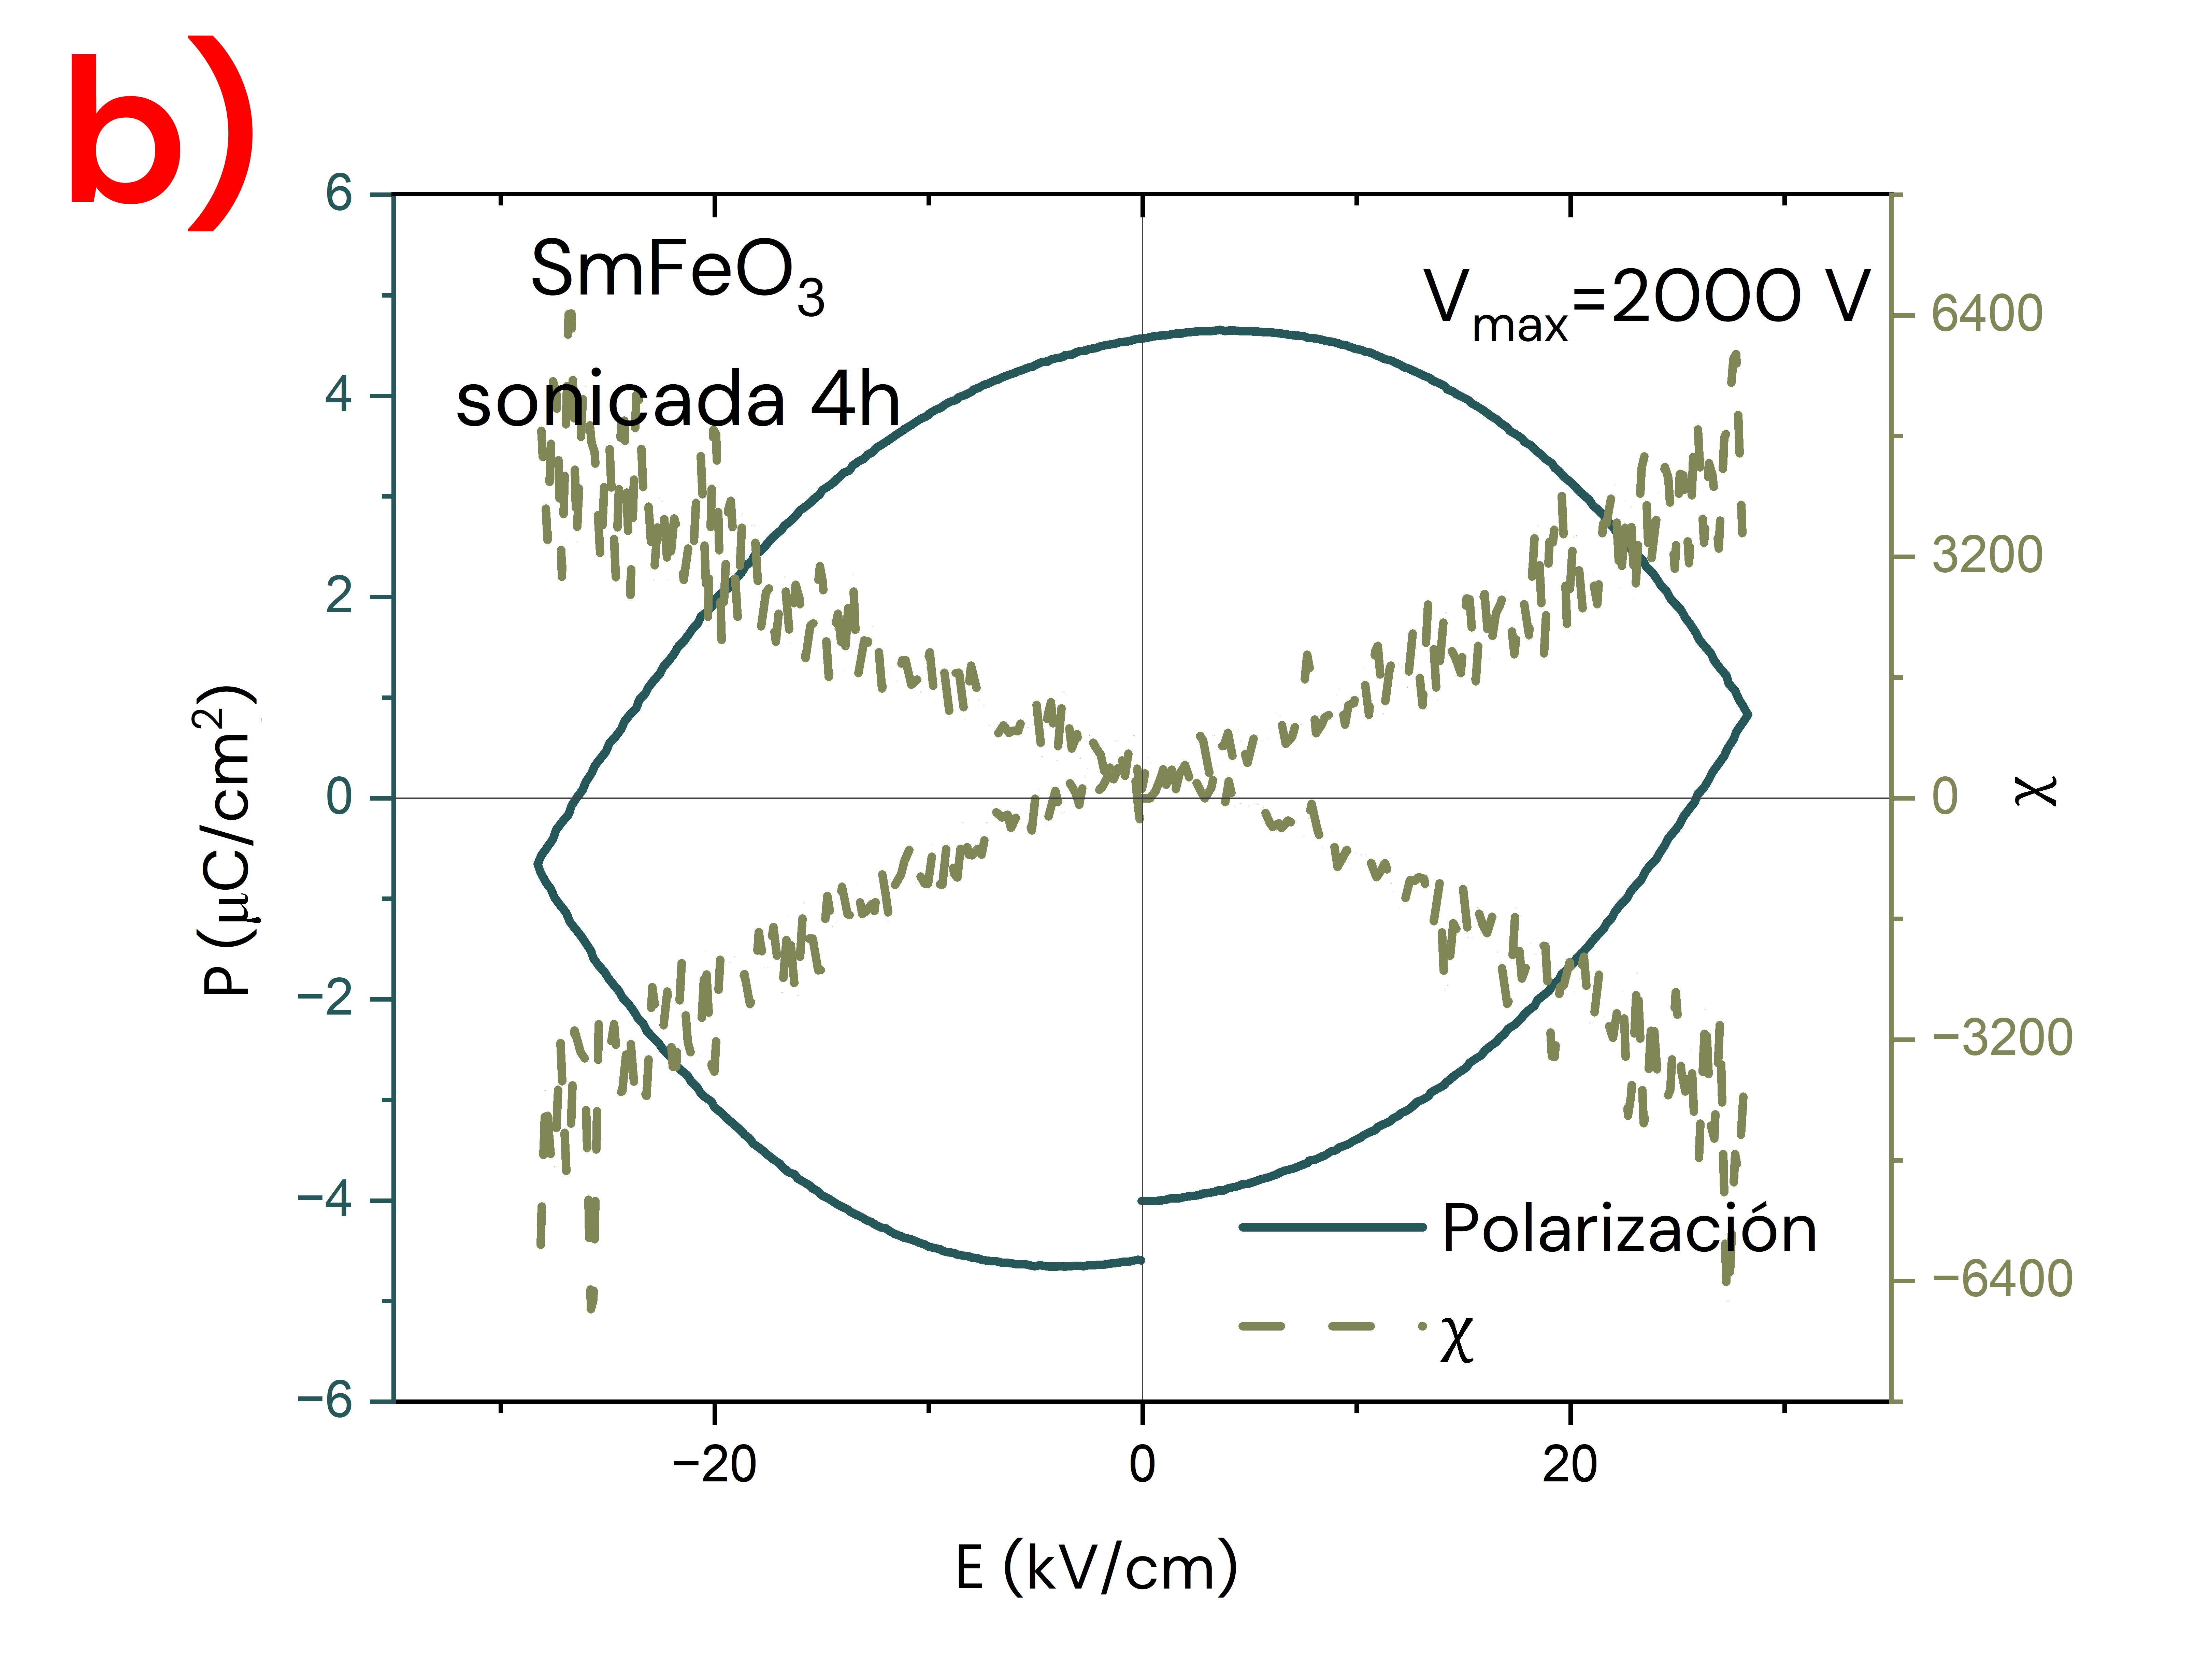 b)
SmFeO3
sonicada 4h
Vmax=2000 V
6
4
2
0
−2
−4
−6
P (μC/cm2)
6400
3200
0
−3200
−6400
χ
Polarización
χ
−20
0
20
E (kV/cm)